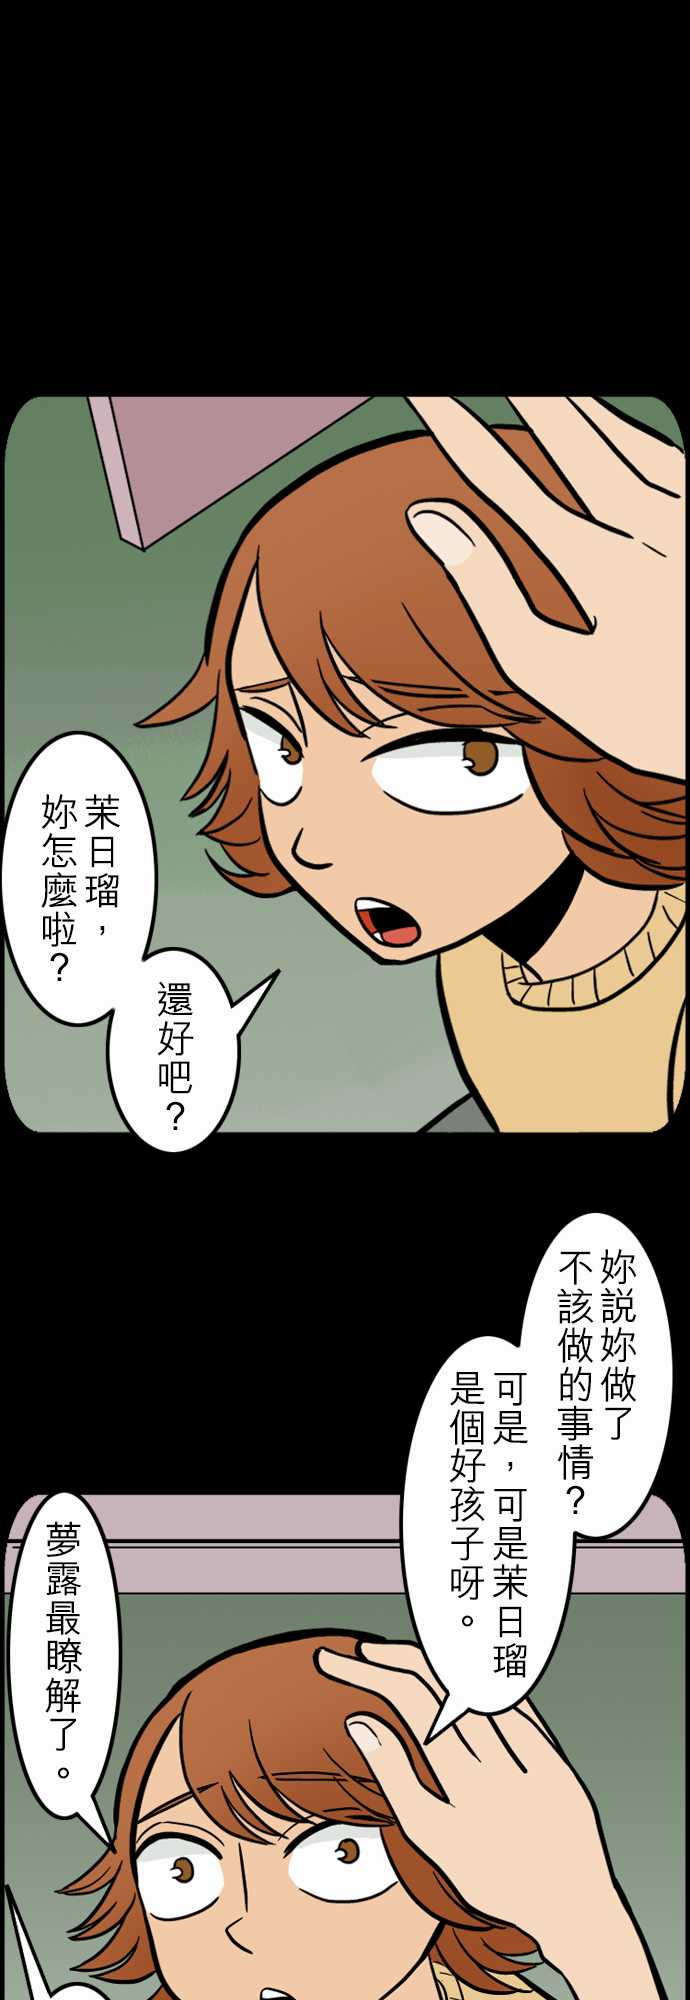 茉日瑠，
妳怎麼啦？
還好吧？
妳說妳做了
不該做的事情？
可是，可是茉日瑠
是個好孩子呀。
夢露最瞭解了。